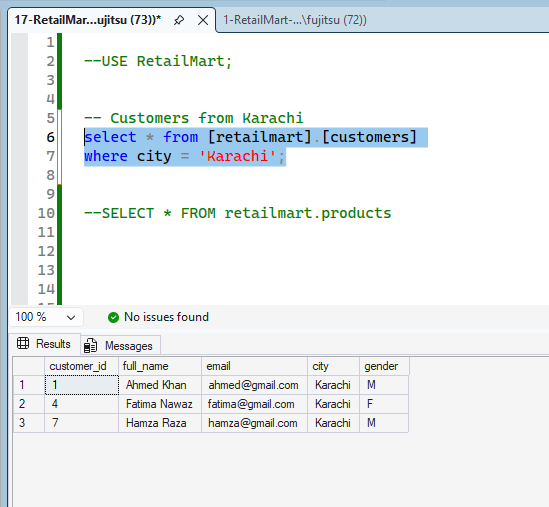 17-RetailMar...ujitsu (73))* 1-RetailMart-...\fujitsu (72))
1
2 --USE RetailMart;
3
4
5 -- Customers from Karachi
6 select * from [retailmart].[customers]
7 where city = 'Karachi';
8
9
10 --SELECT * FROM retailmart.products
11
12
13
14
100 % No issues found
Results Messages
customer_id full_name email city gender
1 1 Ahmed Khan ahmed@gmail.com Karachi M
2 4 Fatima Nawaz fatima@gmail.com Karachi F
3 7 Hamza Raza hamza@gmail.com Karachi M